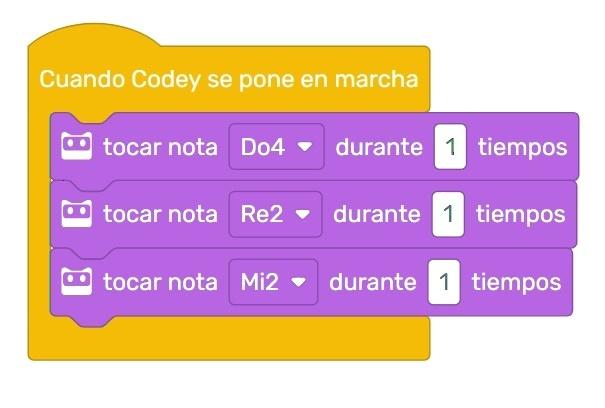 Cuando Codey se pone en marcha
tocar nota Do4 durante 1 tiempos
tocar nota Re2 durante 1 tiempos
tocar nota Mi2 durante 1 tiempos